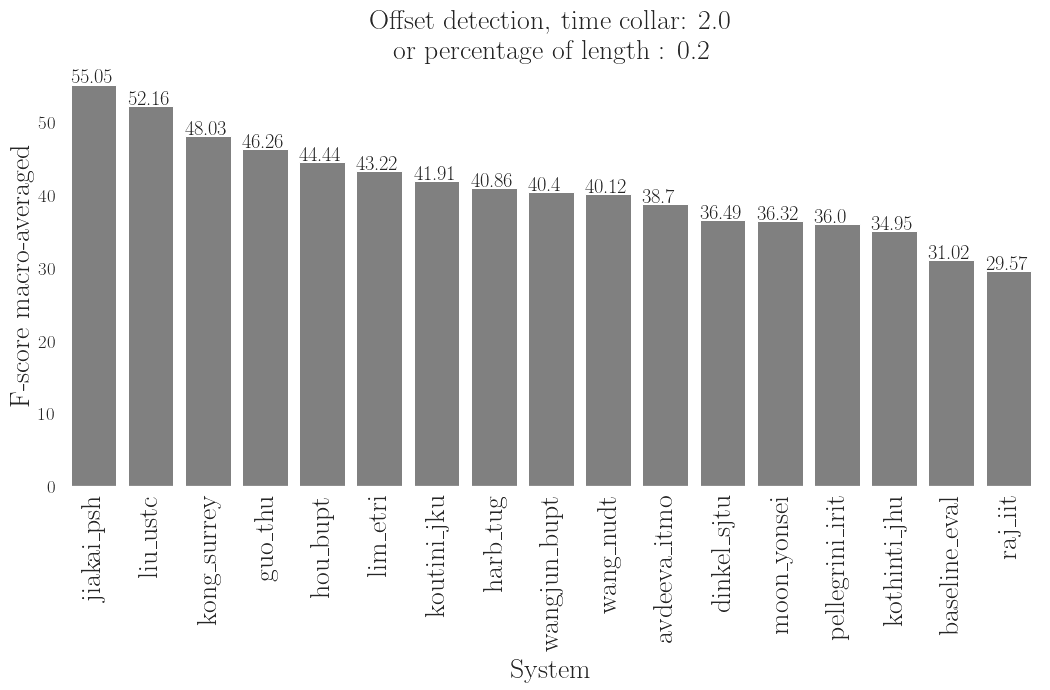 Offset detection, time collar: 2.0
or percentage of length : 0.2
F-score macro-averaged
50
40
30
20
10
0
55.05
52.16
48.03
46.26
44.44
43.22
41.91
40.86
40.4
40.12
38.7
36.49
36.32
36.0
34.95
31.02
29.57
jiakai_psh
liu_ustc
kong_surrey
guo_thu
hou_bupt
lim_etri
koutini_jku
harb_tug
wangjun_bupt
wang_nudt
avdeeva_itmo
dinkel_sjtu
moon_yonsei
pellegrini_irit
kothinti_jhu
baseline_eval
raj_iit
System